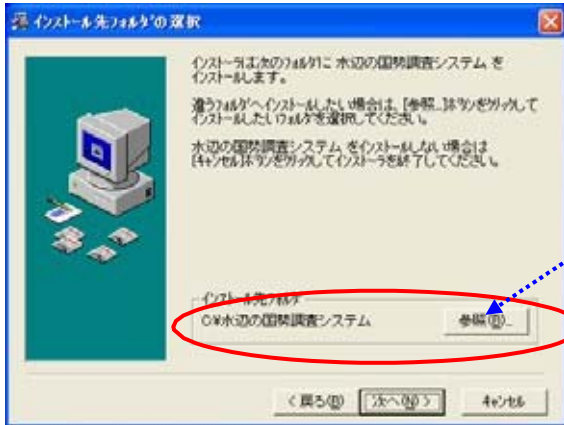 インストール先フォルダの選択
インストーラは次のフォルダに 水辺の国勢調査システム を
インストールします。
違うフォルダへインストールしたい場合は、[参照...]ボタンをクリックして
インストールしたいフォルダを選択してください。
水辺の国勢調査システム をインストールしない場合は
[キャンセル]ボタンをクリックしてインストーラを終了してください。
インストール先フォルダ
C:¥水辺の国勢調査システム
参照(R)...
< 戻る(B)
次へ(N) >
キャンセル